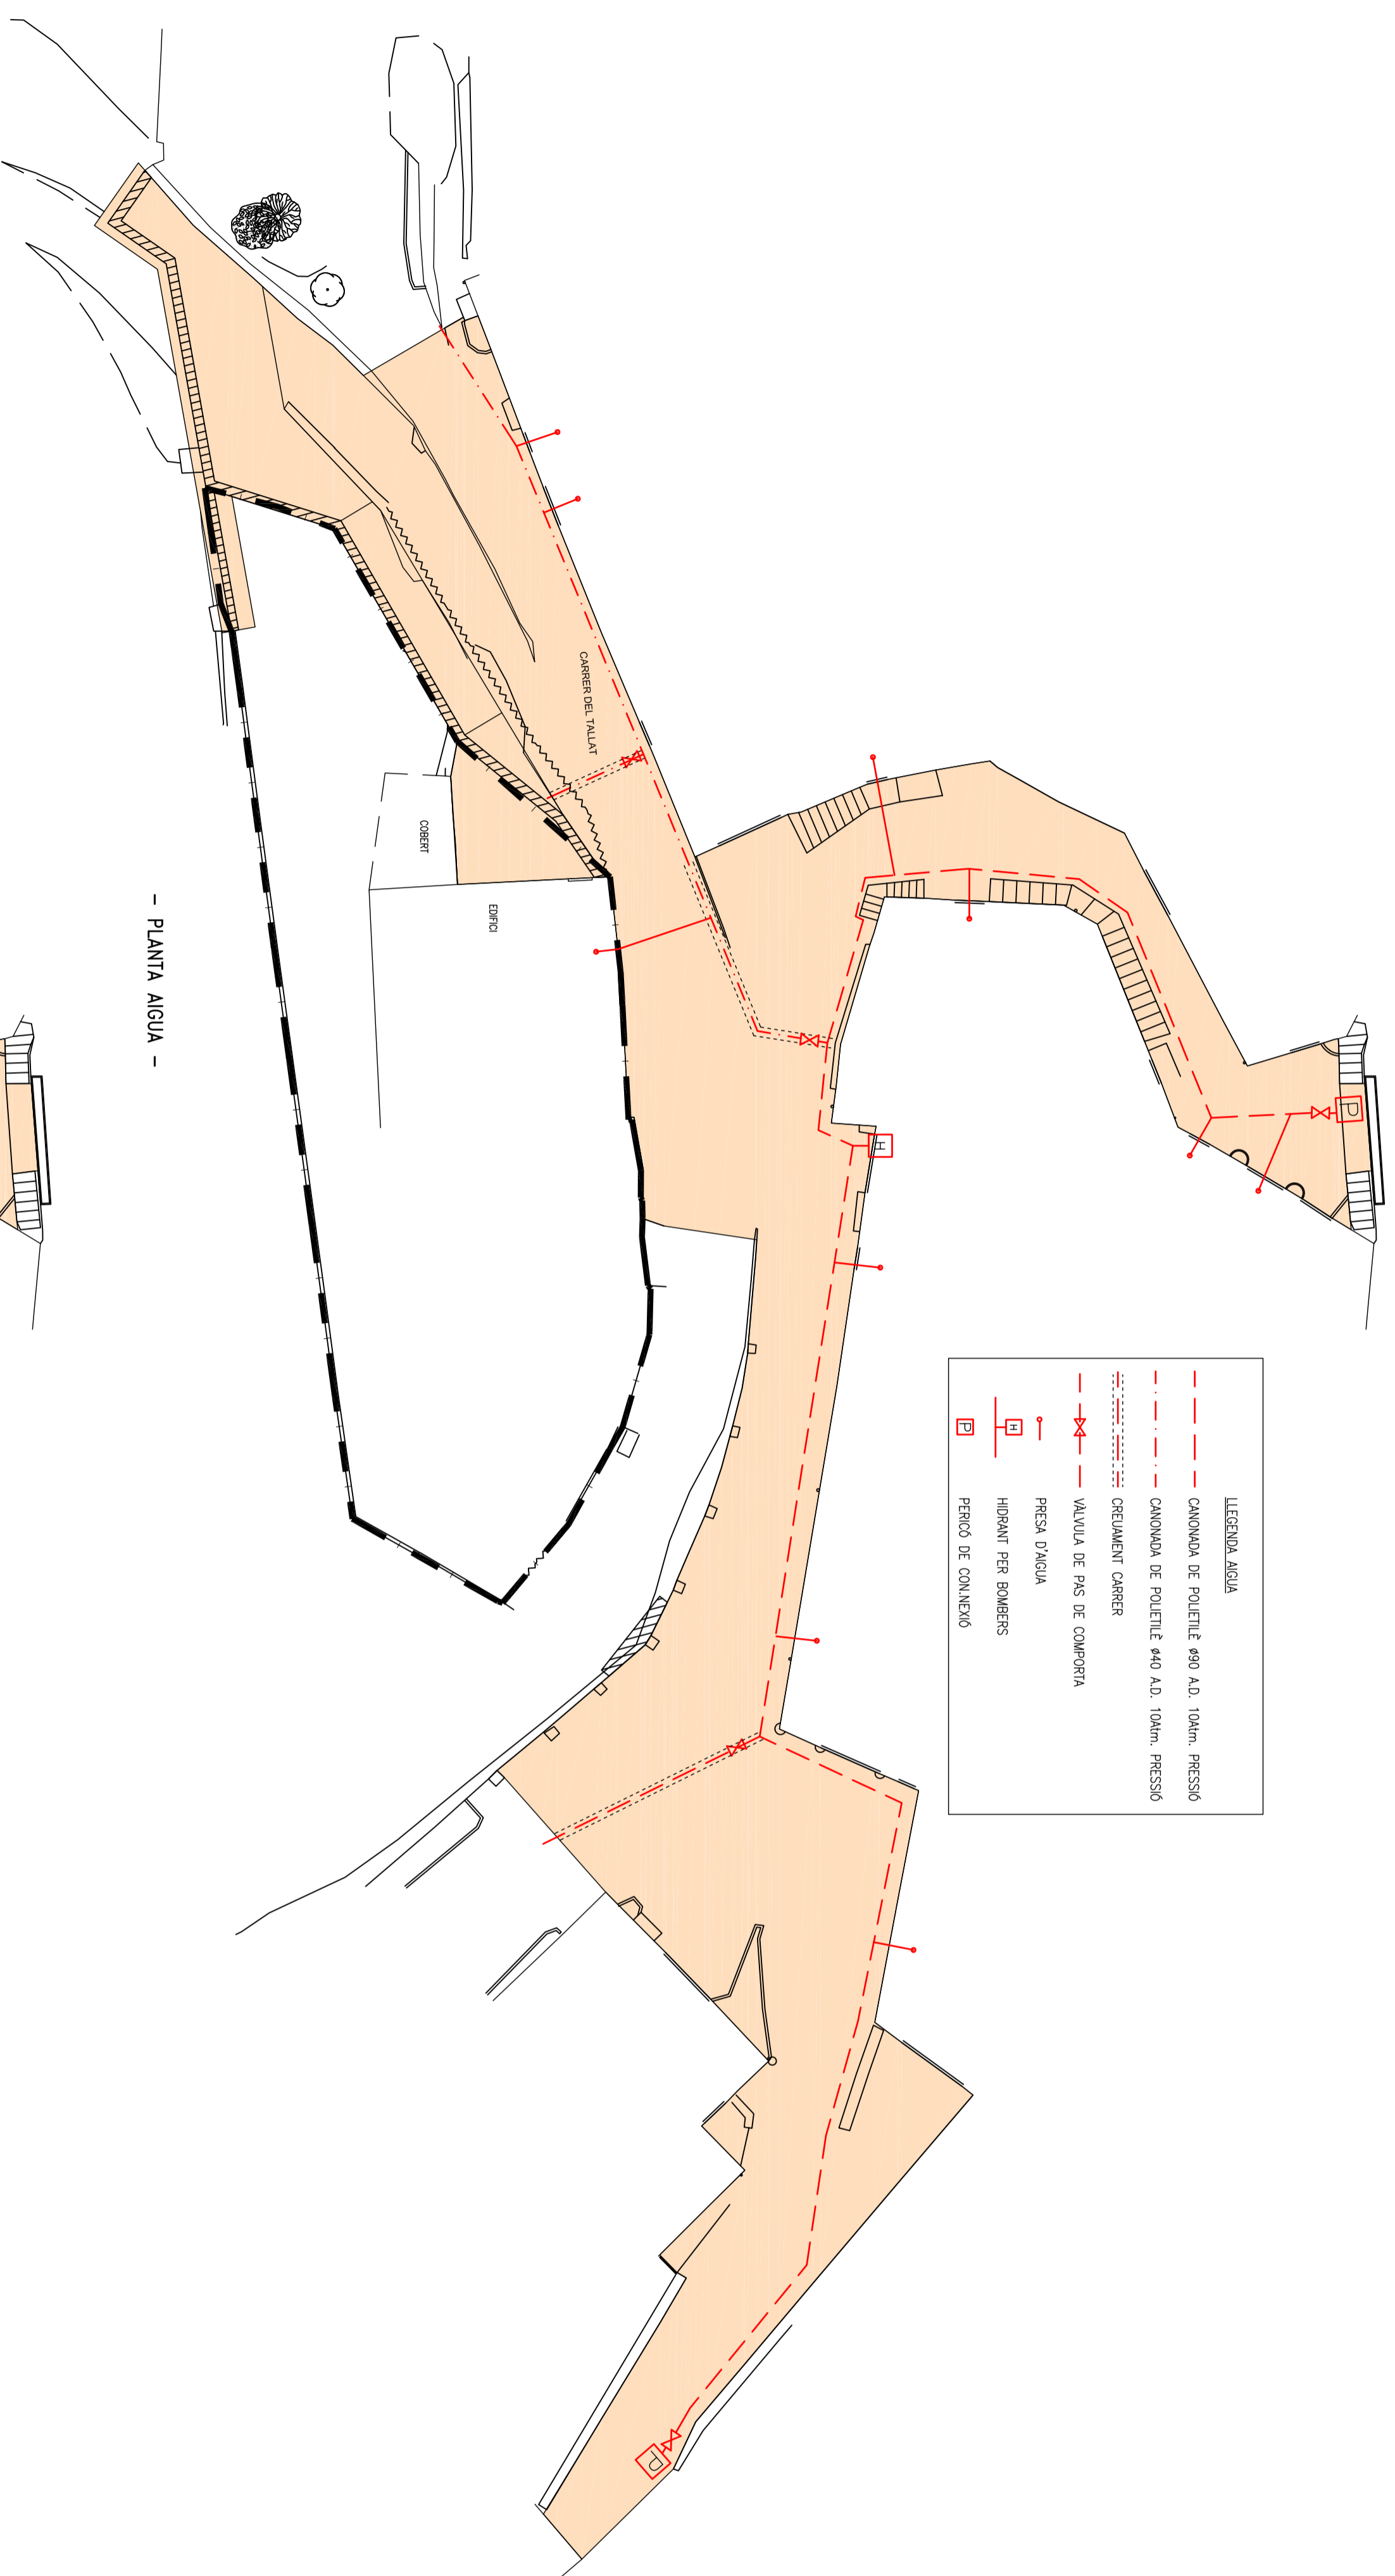 LLEGENDA AIGUA
CANONADA DE POLIETILÈ ø90 A.D. 10Atm. PRESSIÓ
CANONADA DE POLIETILÈ ø40 A.D. 10Atm. PRESSIÓ
CREUAMENT CARRER
VÀLVULA DE PAS DE COMPORTA
PRESA D'AIGUA
H
HIDRANT PER BOMBERS
P
PERICÓ DE CON.NEXIÓ
P
H
CARRER DEL TALLAT
COBERT
EDIFICI
P
- PLANTA AIGUA -